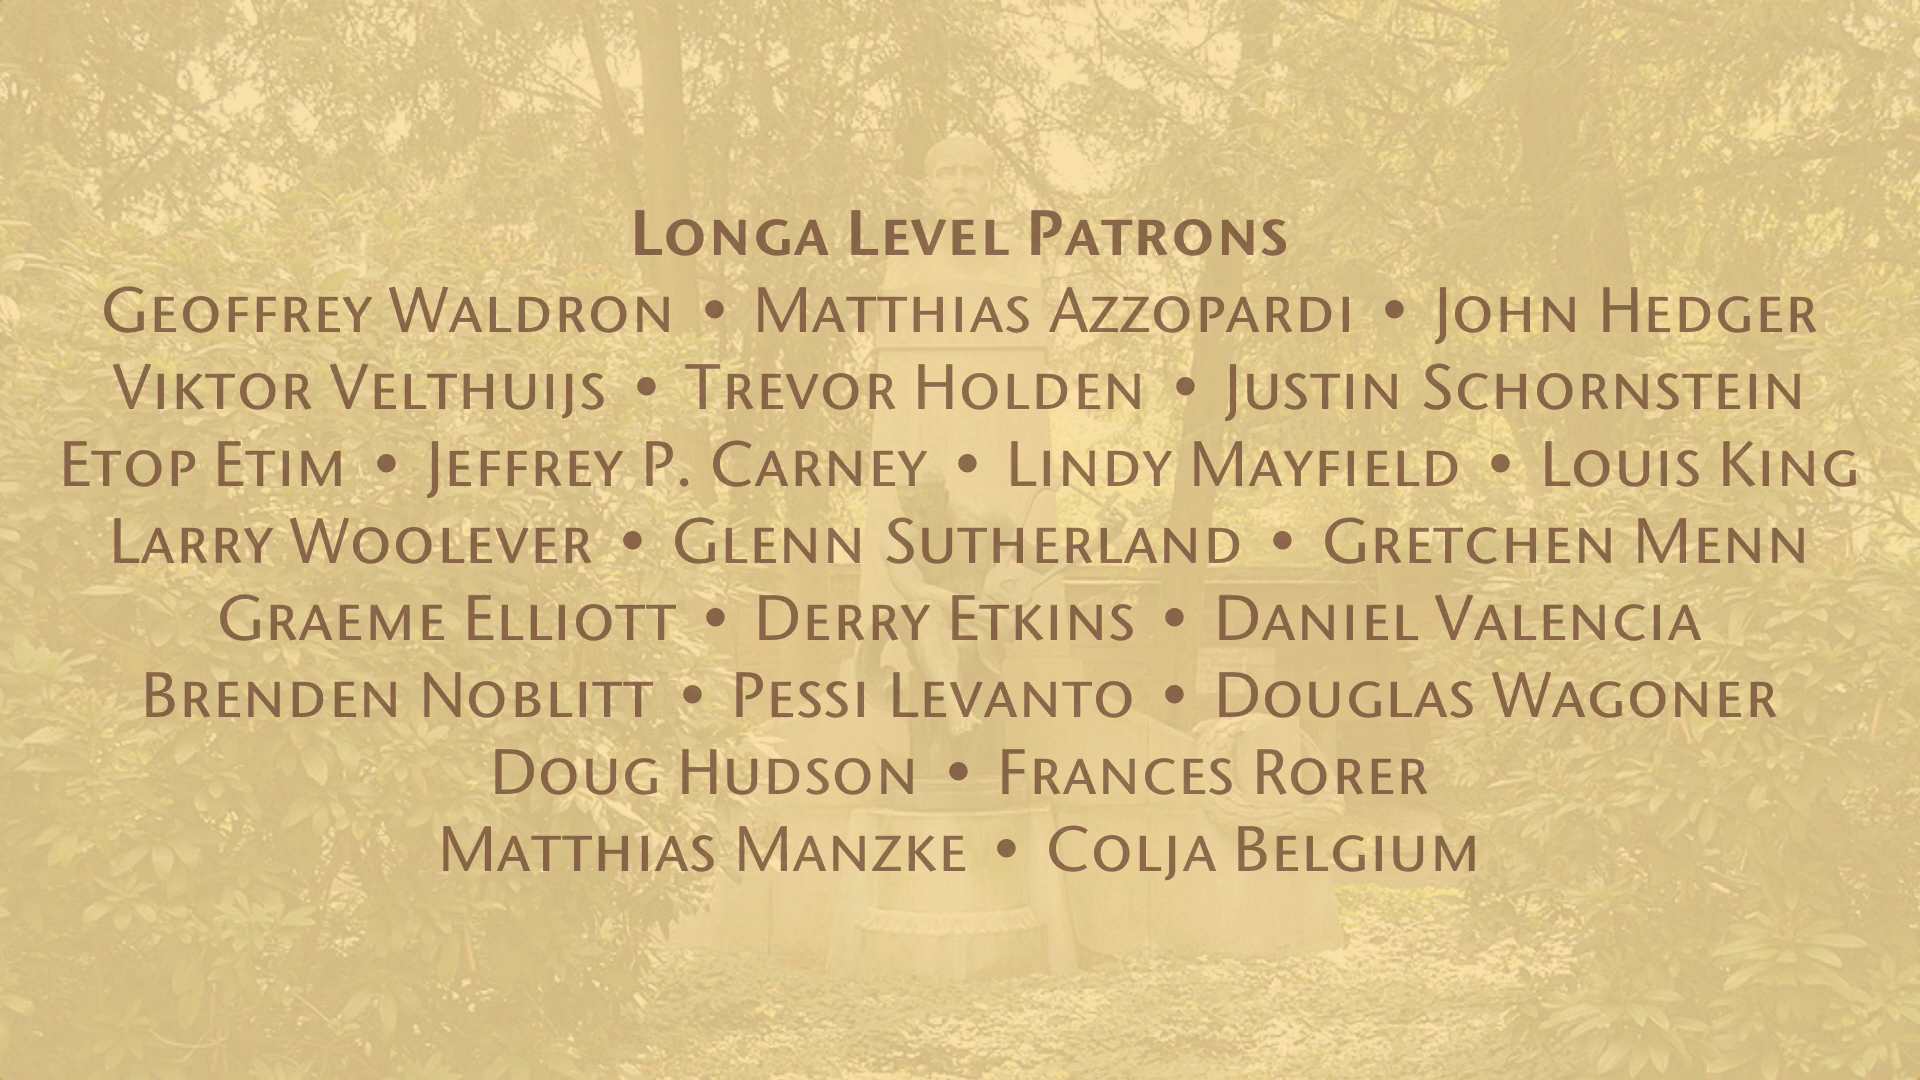 Longa Level Patrons
Geoffrey Waldron • Matthias Azzopardi • John Hedger
Viktor Velthuijs • Trevor Holden • Justin Schornstein
Etop Etim • Jeffrey P. Carney • Lindy Mayfield • Louis King
Larry Woolever • Glenn Sutherland • Gretchen Menn
Graeme Elliott • Derry Etkins • Daniel Valencia
Brenden Noblitt • Pessi Levanto • Douglas Wagoner
Doug Hudson • Frances Rorer
Matthias Manzke • Colja Belgium